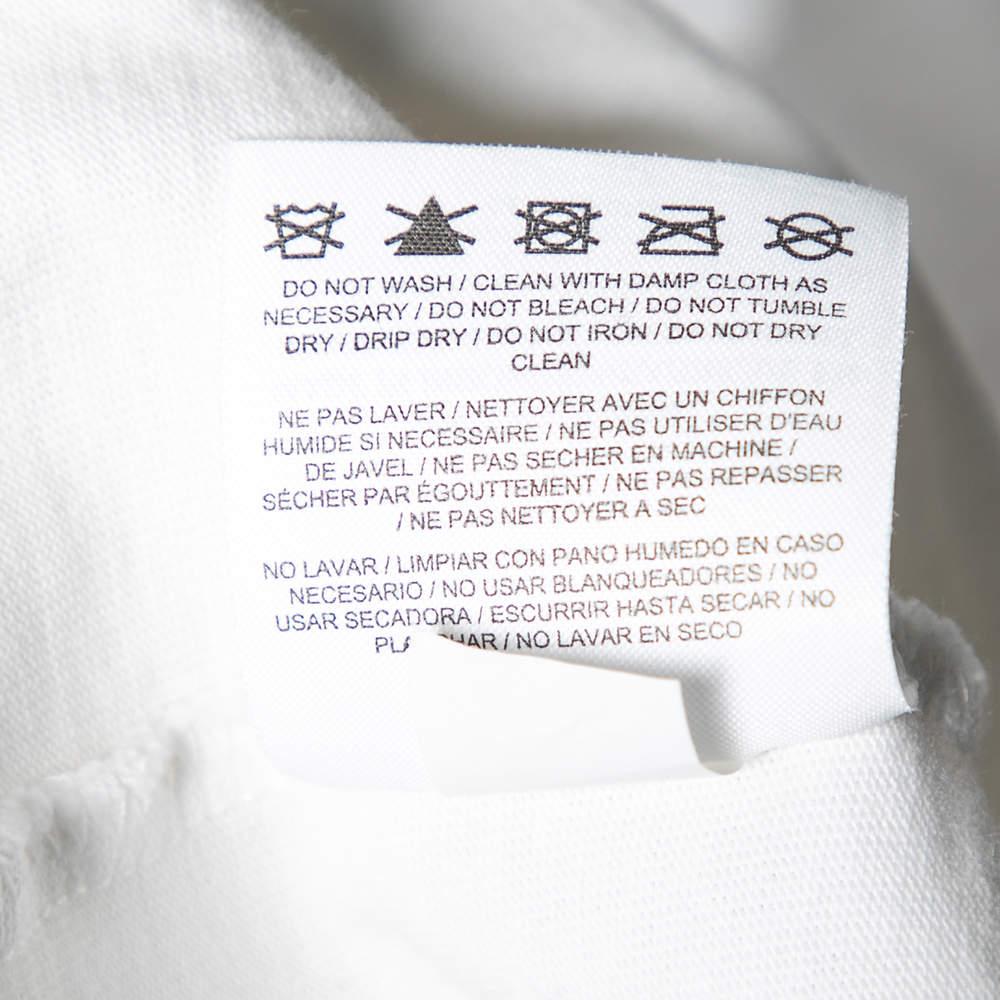 DO NOT WASH / CLEAN WITH DAMP CLOTH AS
NECESSARY / DO NOT BLEACH / DO NOT TUMBLE
DRY / DRIP DRY / DO NOT IRON / DO NOT DRY
CLEAN
NE PAS LAVER / NETTOYER AVEC UN CHIFFON
HUMIDE SI NECESSAIRE / NE PAS UTILISER D'EAU
DE JAVEL / NE PAS SECHER EN MACHINE /
SÉCHER PAR ÉGOUTTEMENT / NE PAS REPASSER
/ NE PAS NETTOYER A SEC
NO LAVAR / LIMPIAR CON PANO HUMEDO EN CASO
NECESARIO / NO USAR BLANQUEADORES / NO
USAR SECADORA / ESCURRIR HASTA SECAR / NO
/ NO LAVAR EN SECO